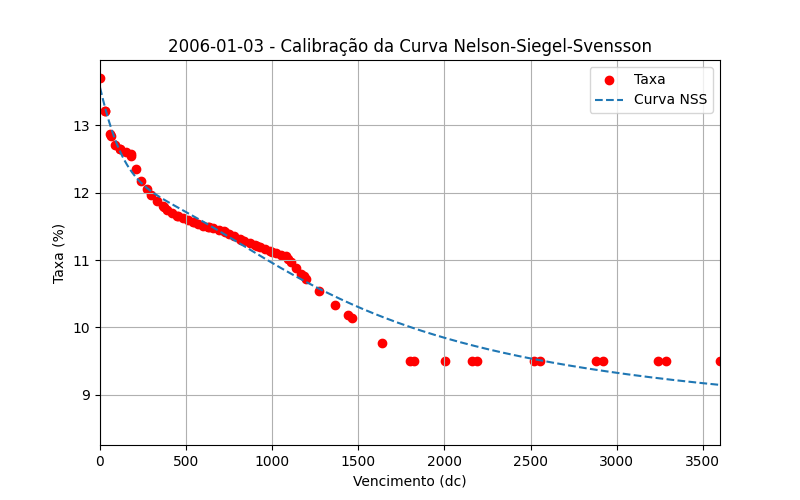 2006-01-03 - Calibração da Curva Nelson-Siegel-Svensson
Taxa
Curva NSS
13
12
11
10
9
Taxa (%)
0 500 1000 1500 2000 2500 3000 3500
Vencimento (dc)